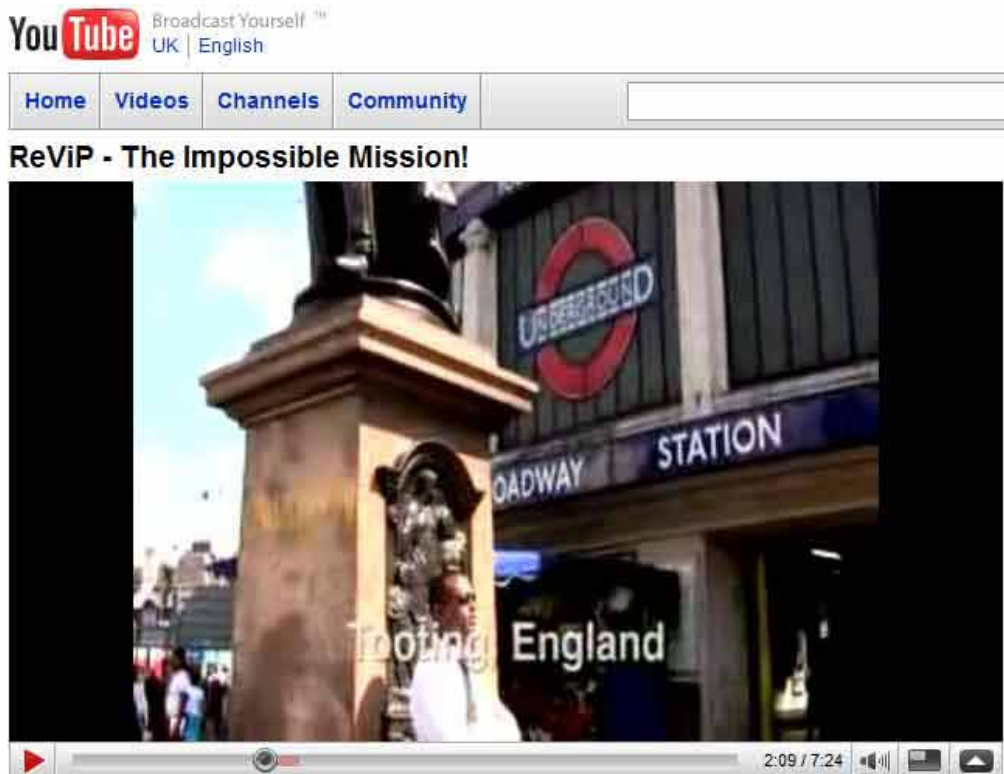 You Tube Broadcast Yourself ™
UK | English
Home Videos Channels Community
ReViP - The Impossible Mission!
UNDERGROUND
OADWAY STATION
Tooting, England
2:09 / 7:24